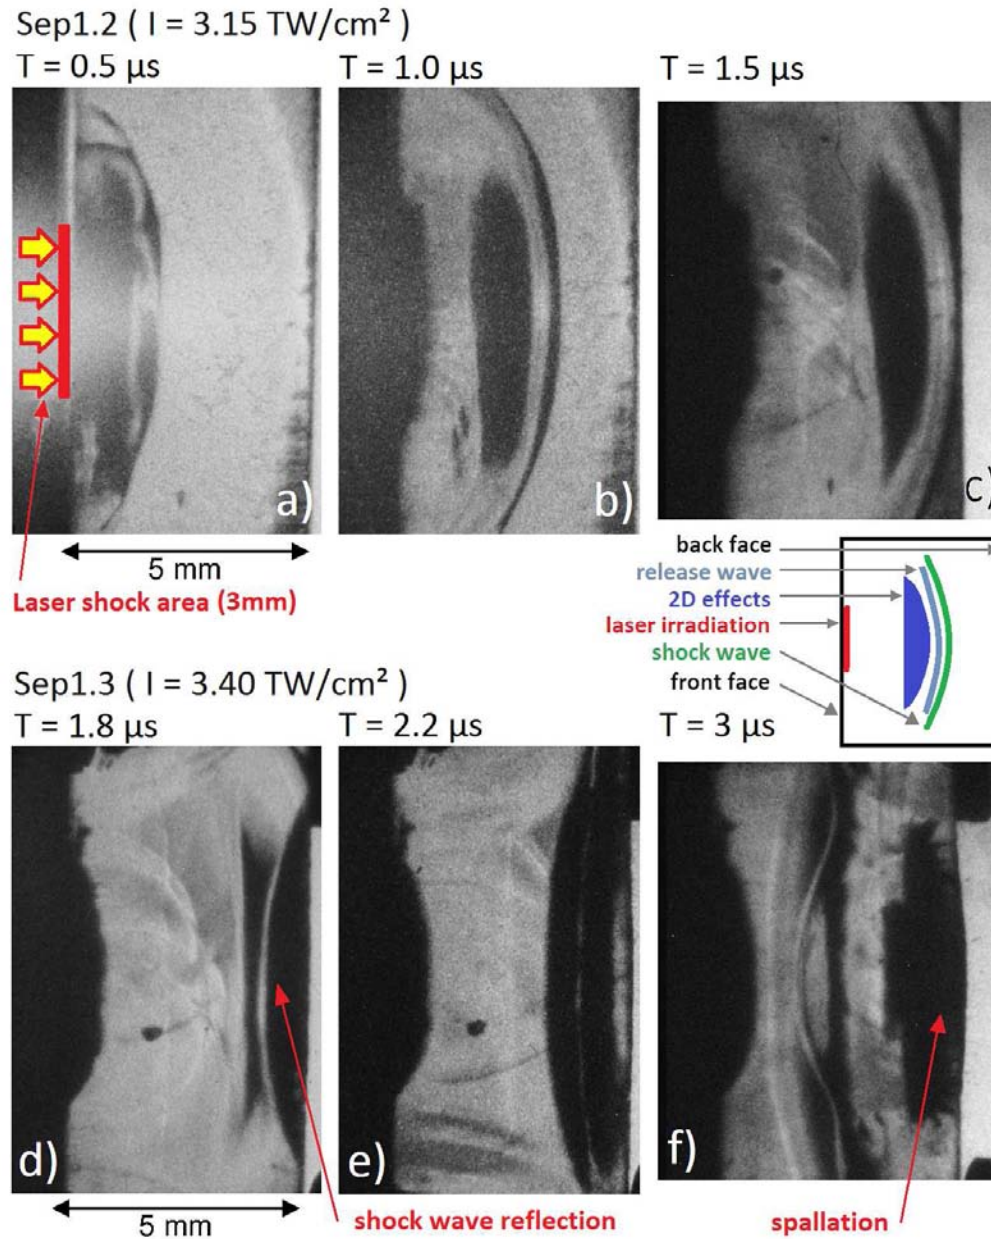 Sep1.2 ( I = 3.15 TW/cm² )
T = 0.5 µs
T = 1.0 µs
T = 1.5 µs
a)
b)
c)
5 mm
Laser shock area (3mm)
back face
release wave
2D effects
laser irradiation
shock wave
front face
Sep1.3 ( I = 3.40 TW/cm² )
T = 1.8 µs
T = 2.2 µs
T = 3 µs
d)
e)
f)
5 mm
shock wave reflection
spallation